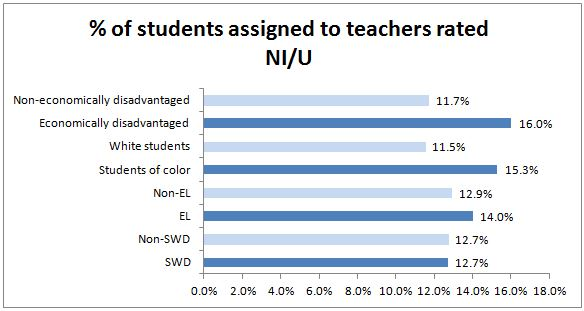 % of students assigned to teachers rated
NI/U
Non-economically disadvantaged 11.7%
Economically disadvantaged 16.0%
White students 11.5%
Students of color 15.3%
Non-EL 12.9%
EL 14.0%
Non-SWD 12.7%
SWD 12.7%
0.0% 2.0% 4.0% 6.0% 8.0% 10.0% 12.0% 14.0% 16.0% 18.0%